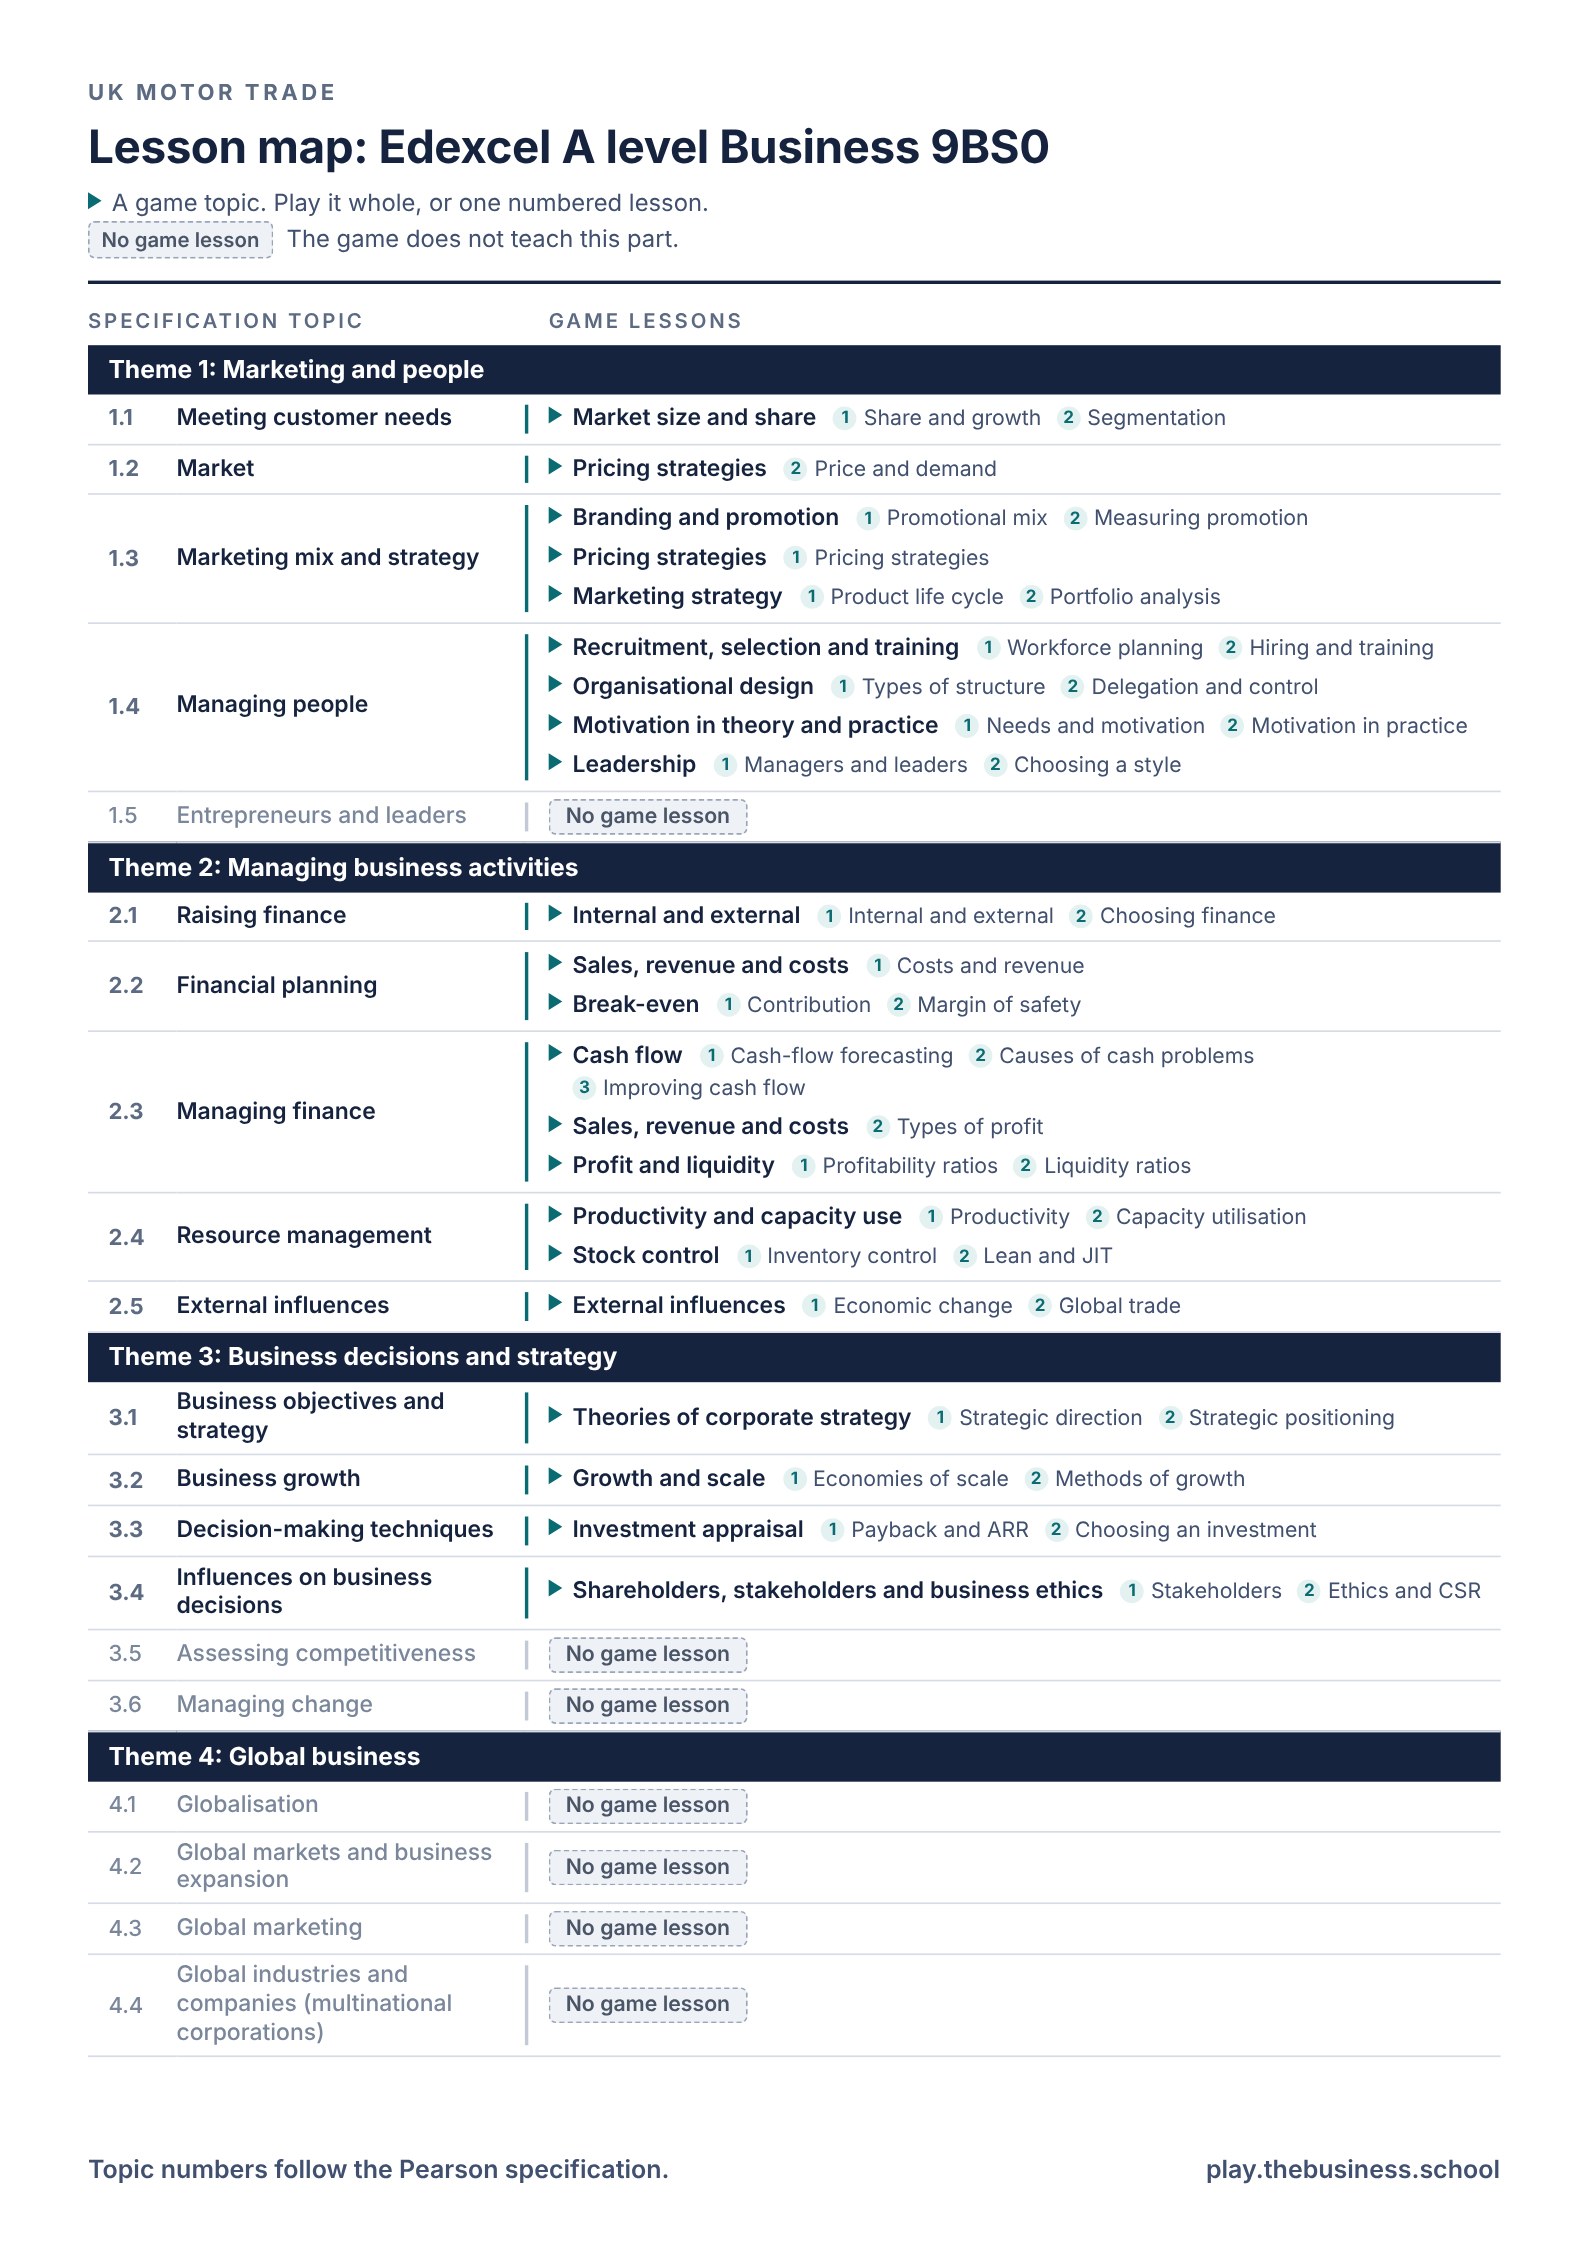 UK MOTOR TRADE
Lesson map: Edexcel A level Business 9BS0
A game topic. Play it whole, or one numbered lesson.
No game lesson The game does not teach this part.
SPECIFICATION TOPIC GAME LESSONS
Theme 1: Marketing and people
1.1 Meeting customer needs Market size and share 1 Share and growth 2 Segmentation
1.2 Market Pricing strategies 2 Price and demand
1.3 Marketing mix and strategy
Branding and promotion 1 Promotional mix 2 Measuring promotion
Pricing strategies 1 Pricing strategies
Marketing strategy 1 Product life cycle 2 Portfolio analysis
1.4 Managing people
Recruitment, selection and training 1 Workforce planning 2 Hiring and training
Organisational design 1 Types of structure 2 Delegation and control
Motivation in theory and practice 1 Needs and motivation 2 Motivation in practice
Leadership 1 Managers and leaders 2 Choosing a style
1.5 Entrepreneurs and leaders No game lesson
Theme 2: Managing business activities
2.1 Raising finance Internal and external 1 Internal and external 2 Choosing finance
2.2 Financial planning
Sales, revenue and costs 1 Costs and revenue
Break-even 1 Contribution 2 Margin of safety
2.3 Managing finance
Cash flow 1 Cash-flow forecasting 2 Causes of cash problems
3 Improving cash flow
Sales, revenue and costs 2 Types of profit
Profit and liquidity 1 Profitability ratios 2 Liquidity ratios
2.4 Resource management
Productivity and capacity use 1 Productivity 2 Capacity utilisation
Stock control 1 Inventory control 2 Lean and JIT
2.5 External influences External influences 1 Economic change 2 Global trade
Theme 3: Business decisions and strategy
3.1 Business objectives and
strategy
Theories of corporate strategy 1 Strategic direction 2 Strategic positioning
3.2 Business growth Growth and scale 1 Economies of scale 2 Methods of growth
3.3 Decision-making techniques Investment appraisal 1 Payback and ARR 2 Choosing an investment
3.4 Influences on business
decisions
Shareholders, stakeholders and business ethics 1 Stakeholders 2 Ethics and CSR
3.5 Assessing competitiveness No game lesson
3.6 Managing change No game lesson
Theme 4: Global business
4.1 Globalisation No game lesson
4.2 Global markets and business
expansion
No game lesson
4.3 Global marketing No game lesson
4.4 Global industries and
companies (multinational
corporations)
No game lesson
Topic numbers follow the Pearson specification. play.thebusiness.school